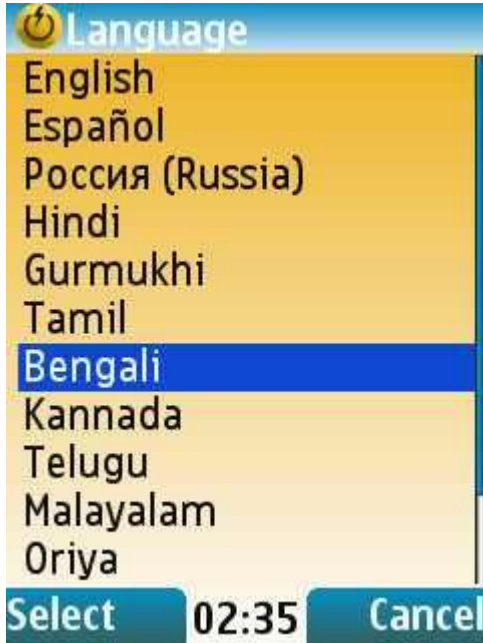 Language
English
Español
Россия (Russia)
Hindi
Gurmukhi
Tamil
Bengali
Kannada
Telugu
Malayalam
Oriya
Select 02:35 Cancel